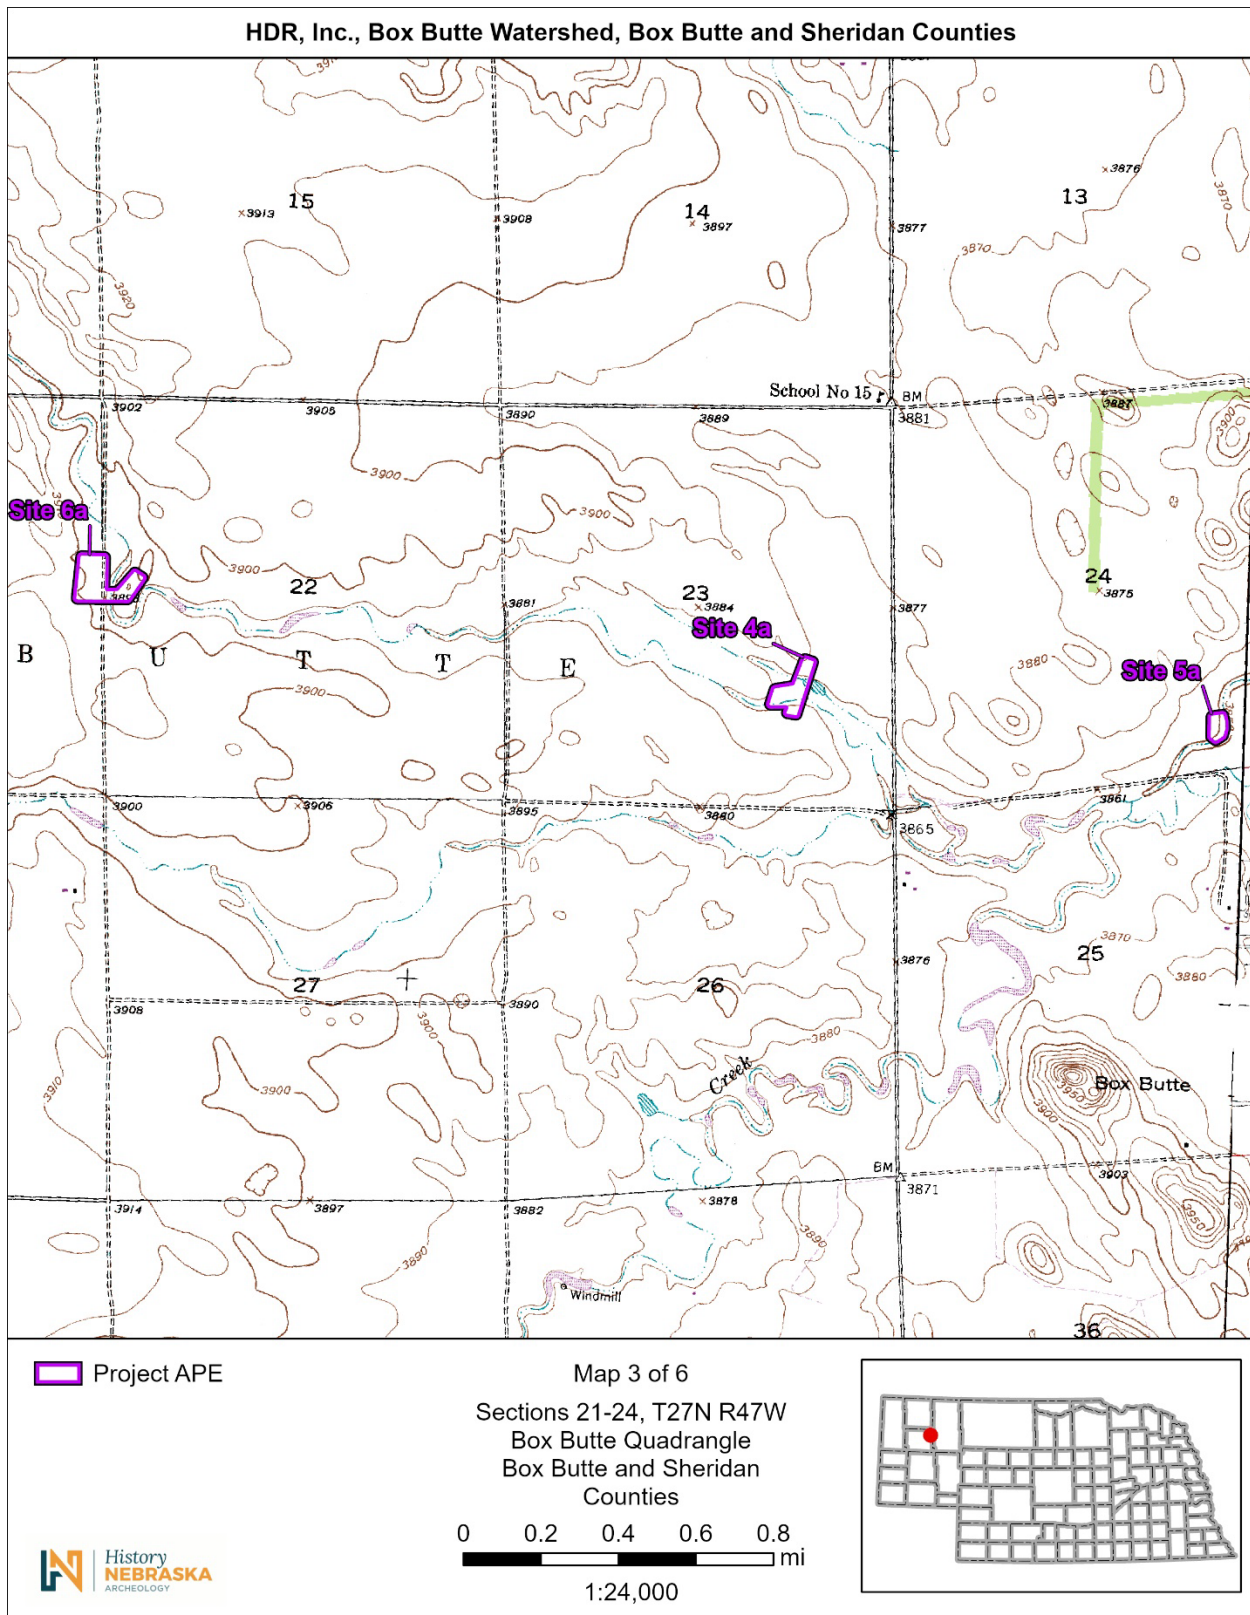 HDR, Inc., Box Butte Watershed, Box Butte and Sheridan Counties
3876
15
14
13
3913
3908
3897
3877
3870
3870
3920
School No 15
BM
3902
3905
3890
3889
3881
3887
3900
3900
Site 6a
3900
3900
22
23
24
3881
3884
3877
3875
Site 4a
B U T T E
3880
Site 5a
3900
3900
3906
3895
3880
3865
3861
3870
25
3876
3880
27
26
3908
3890
3900
3880
Creek
3910
3900
3950
Box Butte
3900
BM
3903
3871
3914
3897
3882
3878
3950
3890
3890
Windmill
36
Project APE
Map 3 of 6
Sections 21-24, T27N R47W
Box Butte Quadrangle
Box Butte and Sheridan
Counties
0 0.2 0.4 0.6 0.8
mi
1:24,000
History
NEBRASKA
ARCHEOLOGY